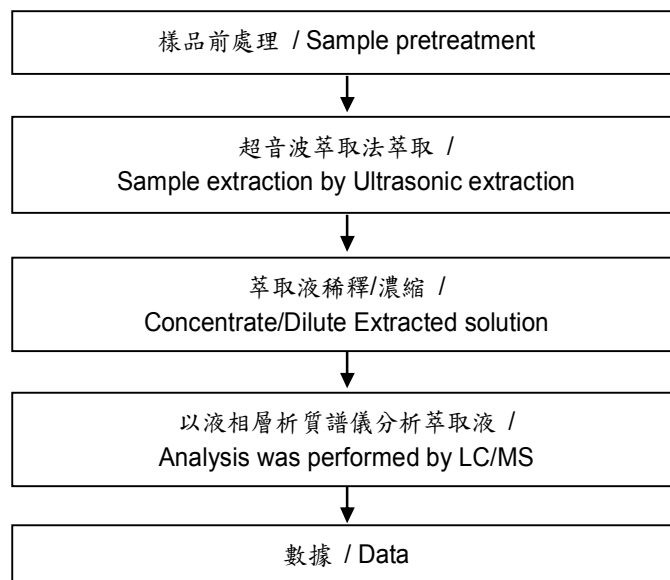 樣品前處理 / Sample pretreatment
超音波萃取法萃取 /
Sample extraction by Ultrasonic extraction
萃取液稀釋/濃縮 /
Concentrate/Dilute Extracted solution
以液相層析質譜儀分析萃取液 /
Analysis was performed by LC/MS
數據 / Data